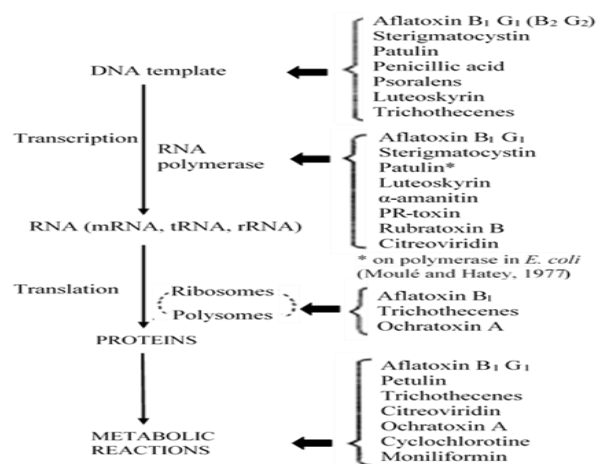 Aflatoxin B₁ G₁ (B₂ G₂)
Sterigmatocystin
Patulin
DNA template
Penicillic acid
Psoralens
Luteoskyrin
Trichothecenes
Transcription
RNA
polymerase
Aflatoxin B₁ G₁
Sterigmatocystin
Patulin*
Luteoskyrin
α-amanitin
PR-toxin
Rubratoxin B
Citreoviridin
RNA (mRNA, tRNA, rRNA)
* on polymerase in E. coli
(Moulé and Hatey, 1977)
Translation
Ribosomes
Polysomes
Aflatoxin B₁
Trichothecenes
Ochratoxin A
PROTEINS
Aflatoxin B₁ G₁
Petulin
Trichothecenes
Citreoviridin
Ochratoxin A
Cyclochlorotine
Moniliformin
METABOLIC
REACTIONS